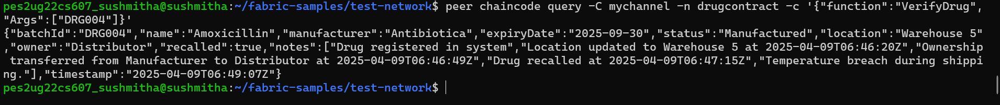 pes2ug22cs607_sushmitha@sushmitha:~/fabric-samples/test-network$ peer chaincode query -C mychannel -n drugcontract -c '{"function":"VerifyDrug",
"Args":["DRG004"]}'
{"batchId":"DRG004","name":"Amoxicillin","manufacturer":"Antibiotica","expiryDate":"2025-09-30","status":"Manufactured","location":"Warehouse 5"
,"owner":"Distributor","recalled":true,"notes":["Drug registered in system","Location updated to Warehouse 5 at 2025-04-09T06:46:20Z","Ownership
 transferred from Manufacturer to Distributor at 2025-04-09T06:46:49Z","Drug recalled at 2025-04-09T06:47:15Z","Temperature breach during shippi
ng."],"timestamp":"2025-04-09T06:49:07Z"}
pes2ug22cs607_sushmitha@sushmitha:~/fabric-samples/test-network$